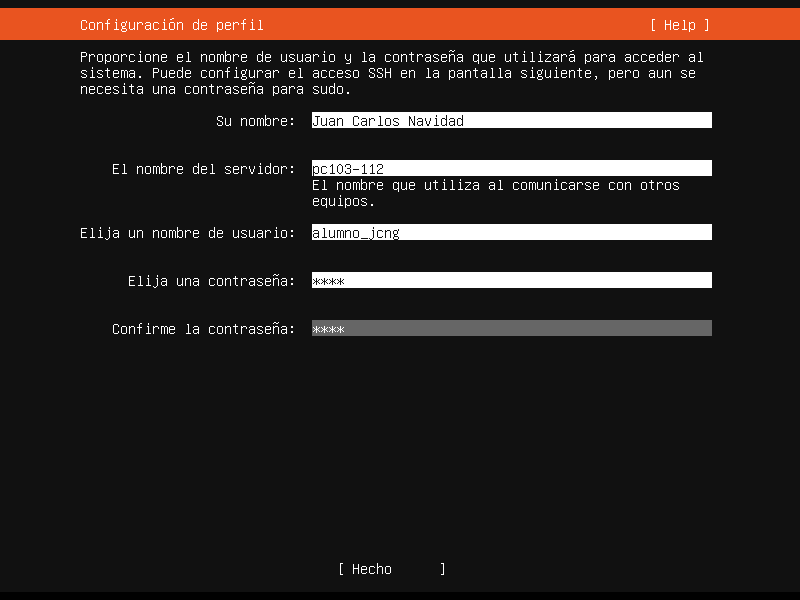 Configuración de perfil [ Help ]
Proporcione el nombre de usuario y la contraseña que utilizará para acceder al
sistema. Puede configurar el acceso SSH en la pantalla siguiente, pero aun se
necesita una contraseña para sudo.
Su nombre: Juan Carlos Navidad
El nombre del servidor: pc103-112
El nombre que utiliza al comunicarse con otros
equipos.
Elija un nombre de usuario: alumno_jcng
Elija una contraseña: ****
Confirme la contraseña: ****
[ Hecho ]